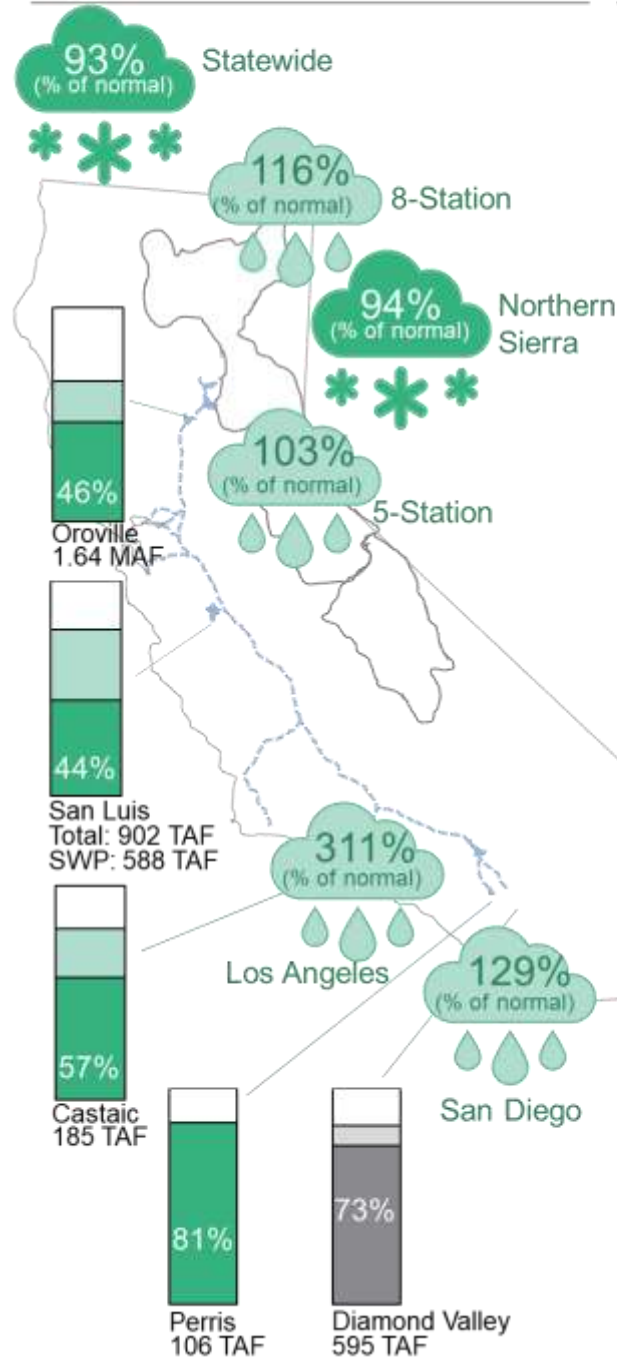 93%
(% of normal)
Statewide
116%
(% of normal)
8-Station
94%
(% of normal)
Northern
Sierra
103%
(% of normal)
5-Station
46%
Oroville
1.64 MAF
44%
San Luis
Total: 902 TAF
SWP: 588 TAF
311%
(% of normal)
Los Angeles
129%
(% of normal)
San Diego
57%
Castaic
185 TAF
81%
Perris
106 TAF
73%
Diamond Valley
595 TAF